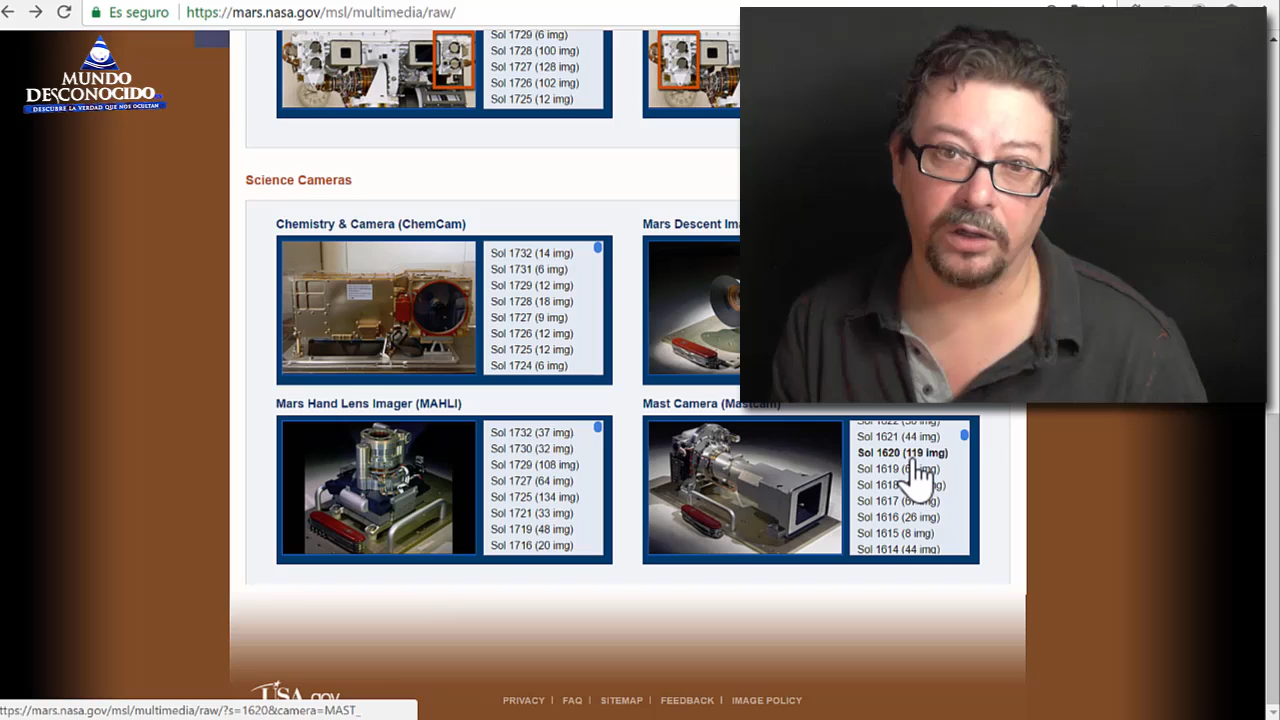 Es seguro
https://mars.nasa.gov/msl/multimedia/raw/
MUNDO
DESCONOCIDO
DESCUBRE LA VERDAD QUE NOS OCULTAN
Sol 1729 (6 img)
Sol 1728 (100 img)
Sol 1727 (128 img)
Sol 1726 (102 img)
Sol 1725 (12 img)
Science Cameras
Chemistry & Camera (ChemCam)
Sol 1732 (14 img)
Sol 1731 (6 img)
Sol 1729 (12 img)
Sol 1728 (18 img)
Sol 1727 (9 img)
Sol 1726 (12 img)
Sol 1725 (12 img)
Sol 1724 (6 img)
Mars Descent
Mars Hand Lens Imager (MAHLI)
Sol 1732 (37 img)
Sol 1730 (32 img)
Sol 1729 (108 img)
Sol 1727 (64 img)
Sol 1725 (134 img)
Sol 1721 (33 img)
Sol 1719 (48 img)
Sol 1716 (20 img)
Mast Camera (Mastcam)
Sol 1621 (44 img)
Sol 1620 (119 img)
Sol 1619
Sol 1618
Sol 1617
Sol 1616 (26 img)
Sol 1615 (8 img)
Sol 1614 (44 img)
USA.gov
PRIVACY | FAQ | SITEMAP | FEEDBACK | IMAGE POLICY
https://mars.nasa.gov/msl/multimedia/raw/?s=1620&camera=MAST_